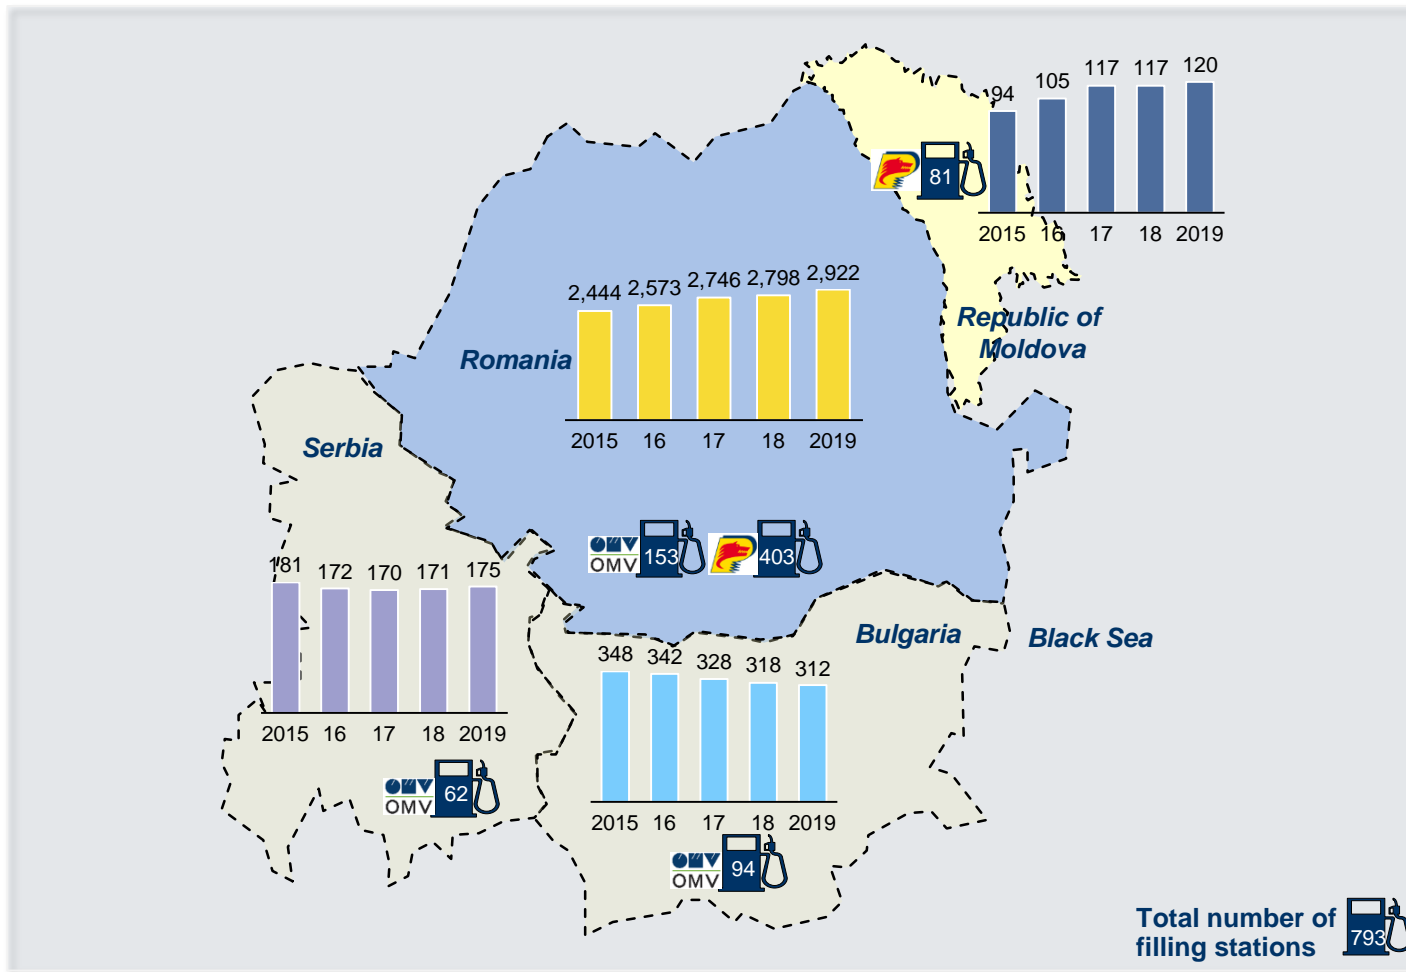 94 105 117 117 120
81
2015 16 17 18 2019
Republic of
Moldova
2,444 2,573 2,746 2,798 2,922
Romania
2015 16 17 18 2019
Serbia
OMV 153 403
181 172 170 171 175
2015 16 17 18 2019
OMV 62
Bulgaria
Black Sea
348 342 328 318 312
2015 16 17 18 2019
OMV 94
Total number of
filling stations
793